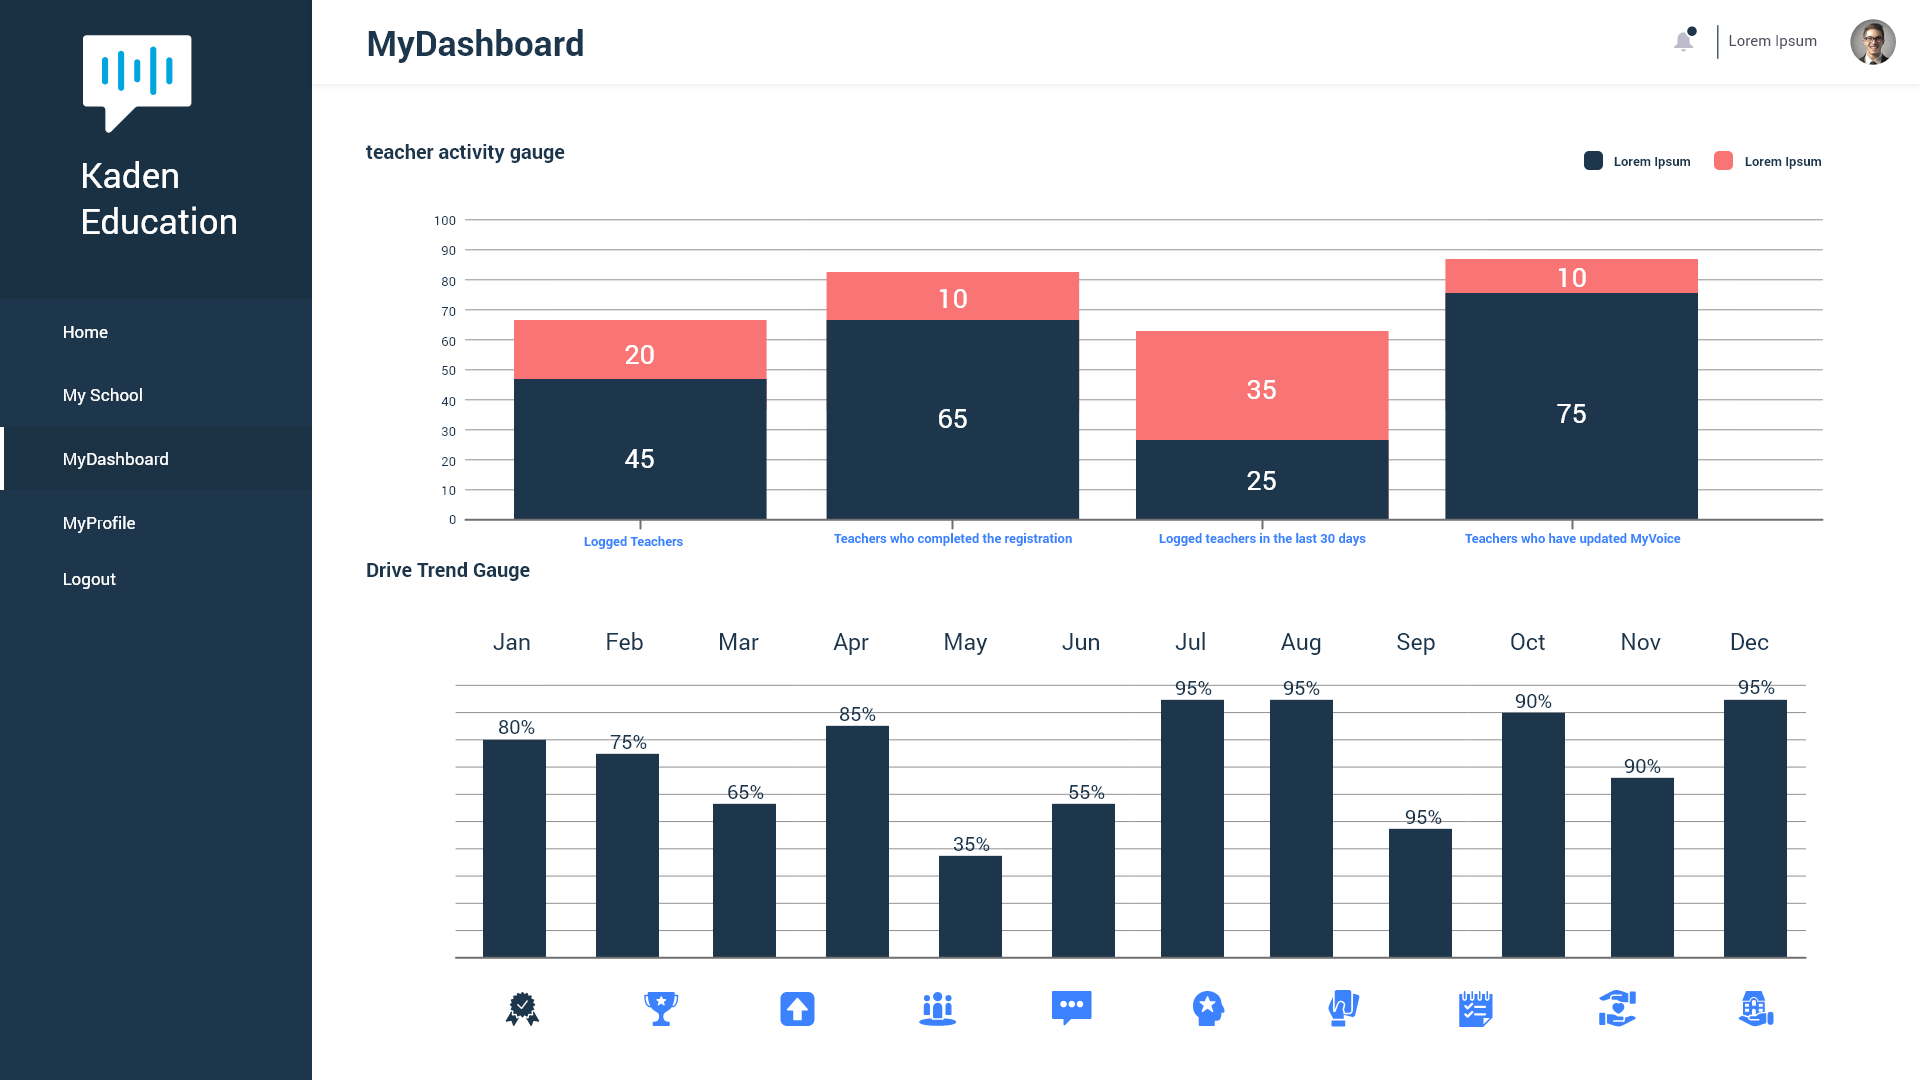 Kaden
Education
Home
My School
MyDashboard
MyProfile
Logout
MyDashboard
Lorem Ipsum
teacher activity gauge
Lorem Ipsum Lorem Ipsum
100
90
80
70
60
50
40
30
20
10
0
20
45
10
65
35
25
10
75
Logged Teachers
Teachers who completed the registration
Logged teachers in the last 30 days
Teachers who have updated MyVoice
Drive Trend Gauge
Jan Feb Mar Apr May Jun Jul Aug Sep Oct Nov Dec
80% 75% 65% 85% 35% 55% 95% 95% 95% 90% 90% 95%